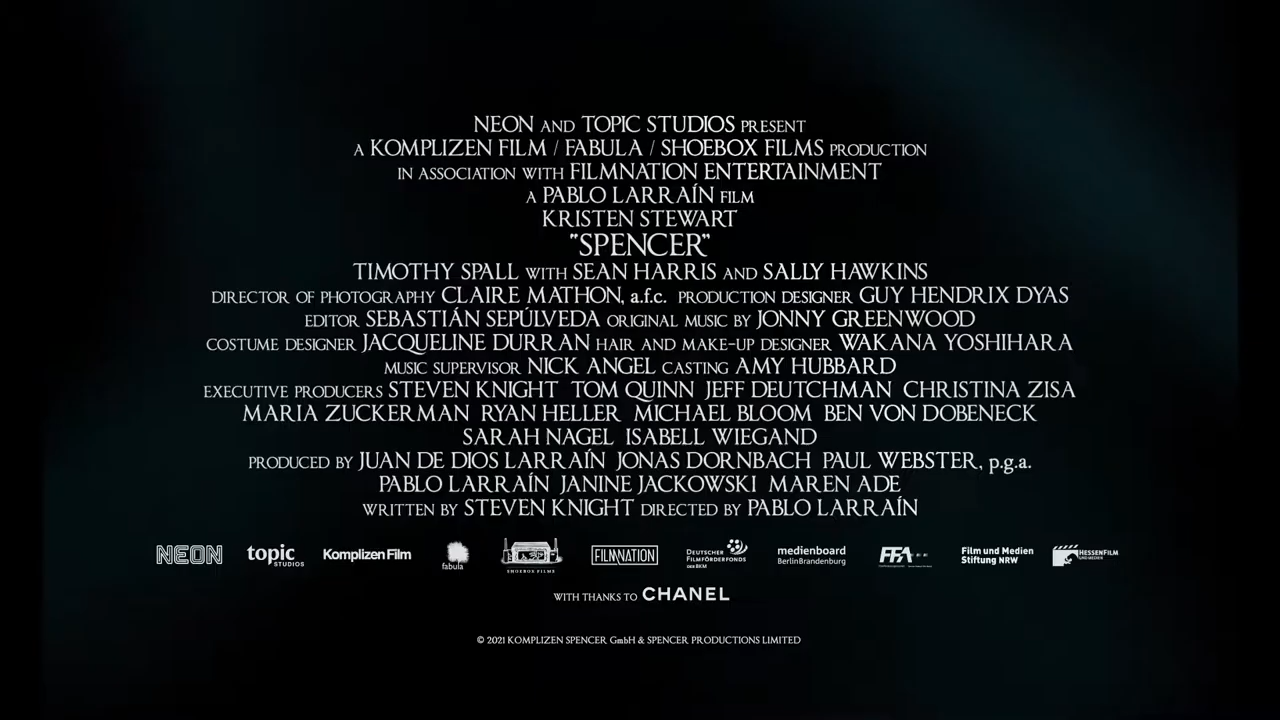 NEON AND TOPIC STUDIOS PRESENT
A KOMPLIZEN FILM / FABULA / SHOEBOX FILMS PRODUCTION
IN ASSOCIATION WITH FILMNATION ENTERTAINMENT
A PABLO LARRAÍN FILM
KRISTEN STEWART
"SPENCER"
TIMOTHY SPALL WITH SEAN HARRIS AND SALLY HAWKINS
DIRECTOR OF PHOTOGRAPHY CLAIRE MATHON, a.f.c. PRODUCTION DESIGNER GUY HENDRIX DYAS
EDITOR SEBASTIÁN SEPÚLVEDA ORIGINAL MUSIC BY JONNY GREENWOOD
COSTUME DESIGNER JACQUELINE DURRAN HAIR AND MAKE-UP DESIGNER WAKANA YOSHIHARA
MUSIC SUPERVISOR NICK ANGEL CASTING AMY HUBBARD
EXECUTIVE PRODUCERS STEVEN KNIGHT TOM QUINN JEFF DEUTCHMAN CHRISTINA ZISA
MARIA ZUCKERMAN RYAN HELLER MICHAEL BLOOM BEN VON DOBENECK
SARAH NAGEL ISABELL WIEGAND
PRODUCED BY JUAN DE DIOS LARRAÍN JONAS DORNBACH PAUL WEBSTER, p.g.a.
PABLO LARRAÍN JANINE JACKOWSKI MAREN ADE
WRITTEN BY STEVEN KNIGHT DIRECTED BY PABLO LARRAÍN
NEON
topic
STUDIOS
Komplizen Film
fabula
SHOEBOX FILMS
FILMNATION
DEUTSCHER
FILMFÖRDERFONDS
DES BKM
medienboard
BerlinBrandenburg
FFA
Film und Medien
Stiftung NRW
HESSENFILM
UND MEDIEN
WITH THANKS TO CHANEL
© 2021 KOMPLIZEN SPENCER GmbH & SPENCER PRODUCTIONS LIMITED